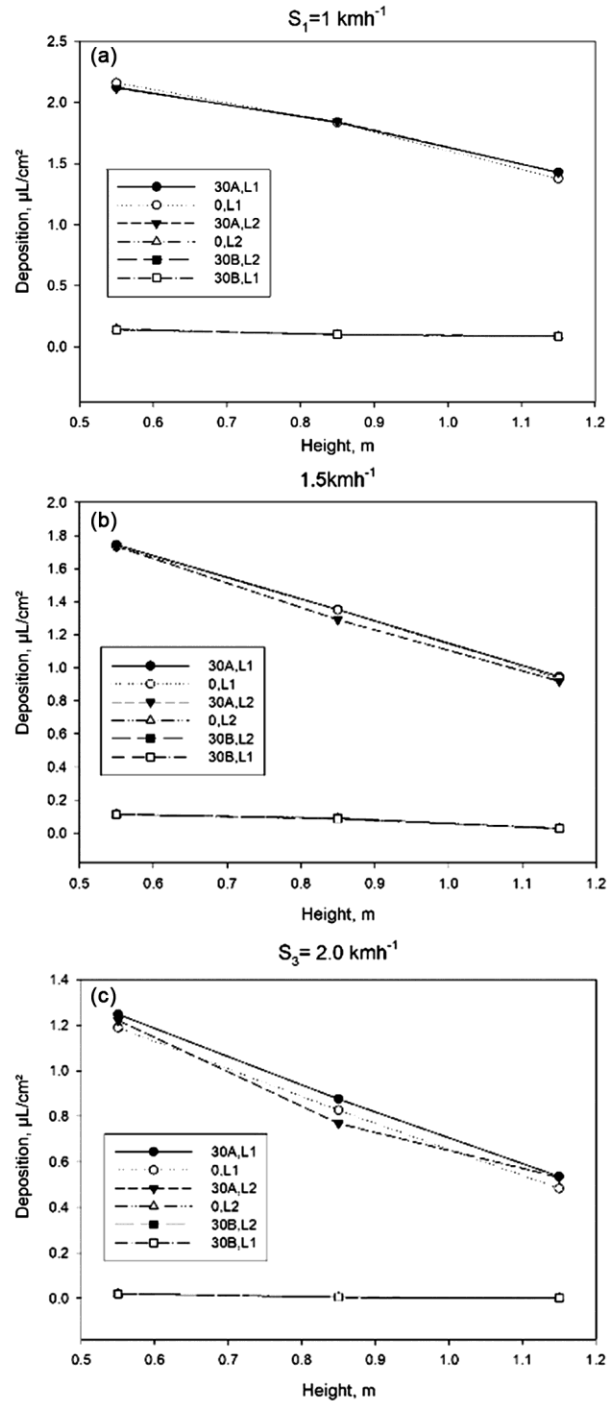 S₁=1 kmh⁻¹
(a)
2.5
2.0
1.5
1.0
0.5
0.0
Deposition, µL/cm²
30A,L1
0,L1
30A,L2
0,L2
30B,L2
30B,L1
0.5 0.6 0.7 0.8 0.9 1.0 1.1 1.2
Height, m
1.5kmh⁻¹
(b)
2.0
1.8
1.6
1.4
1.2
1.0
0.8
0.6
0.4
0.2
0.0
Deposition, µL/cm²
30A,L1
0,L1
30A,L2
0,L2
30B,L2
30B,L1
0.5 0.6 0.7 0.8 0.9 1.0 1.1 1.2
Height, m
S₃= 2.0 kmh⁻¹
(c)
1.4
1.2
1.0
0.8
0.6
0.4
0.2
0.0
Deposition, µL/cm²
30A,L1
0,L1
30A,L2
0,L2
30B,L2
30B,L1
0.5 0.6 0.7 0.8 0.9 1.0 1.1 1.2
Height, m